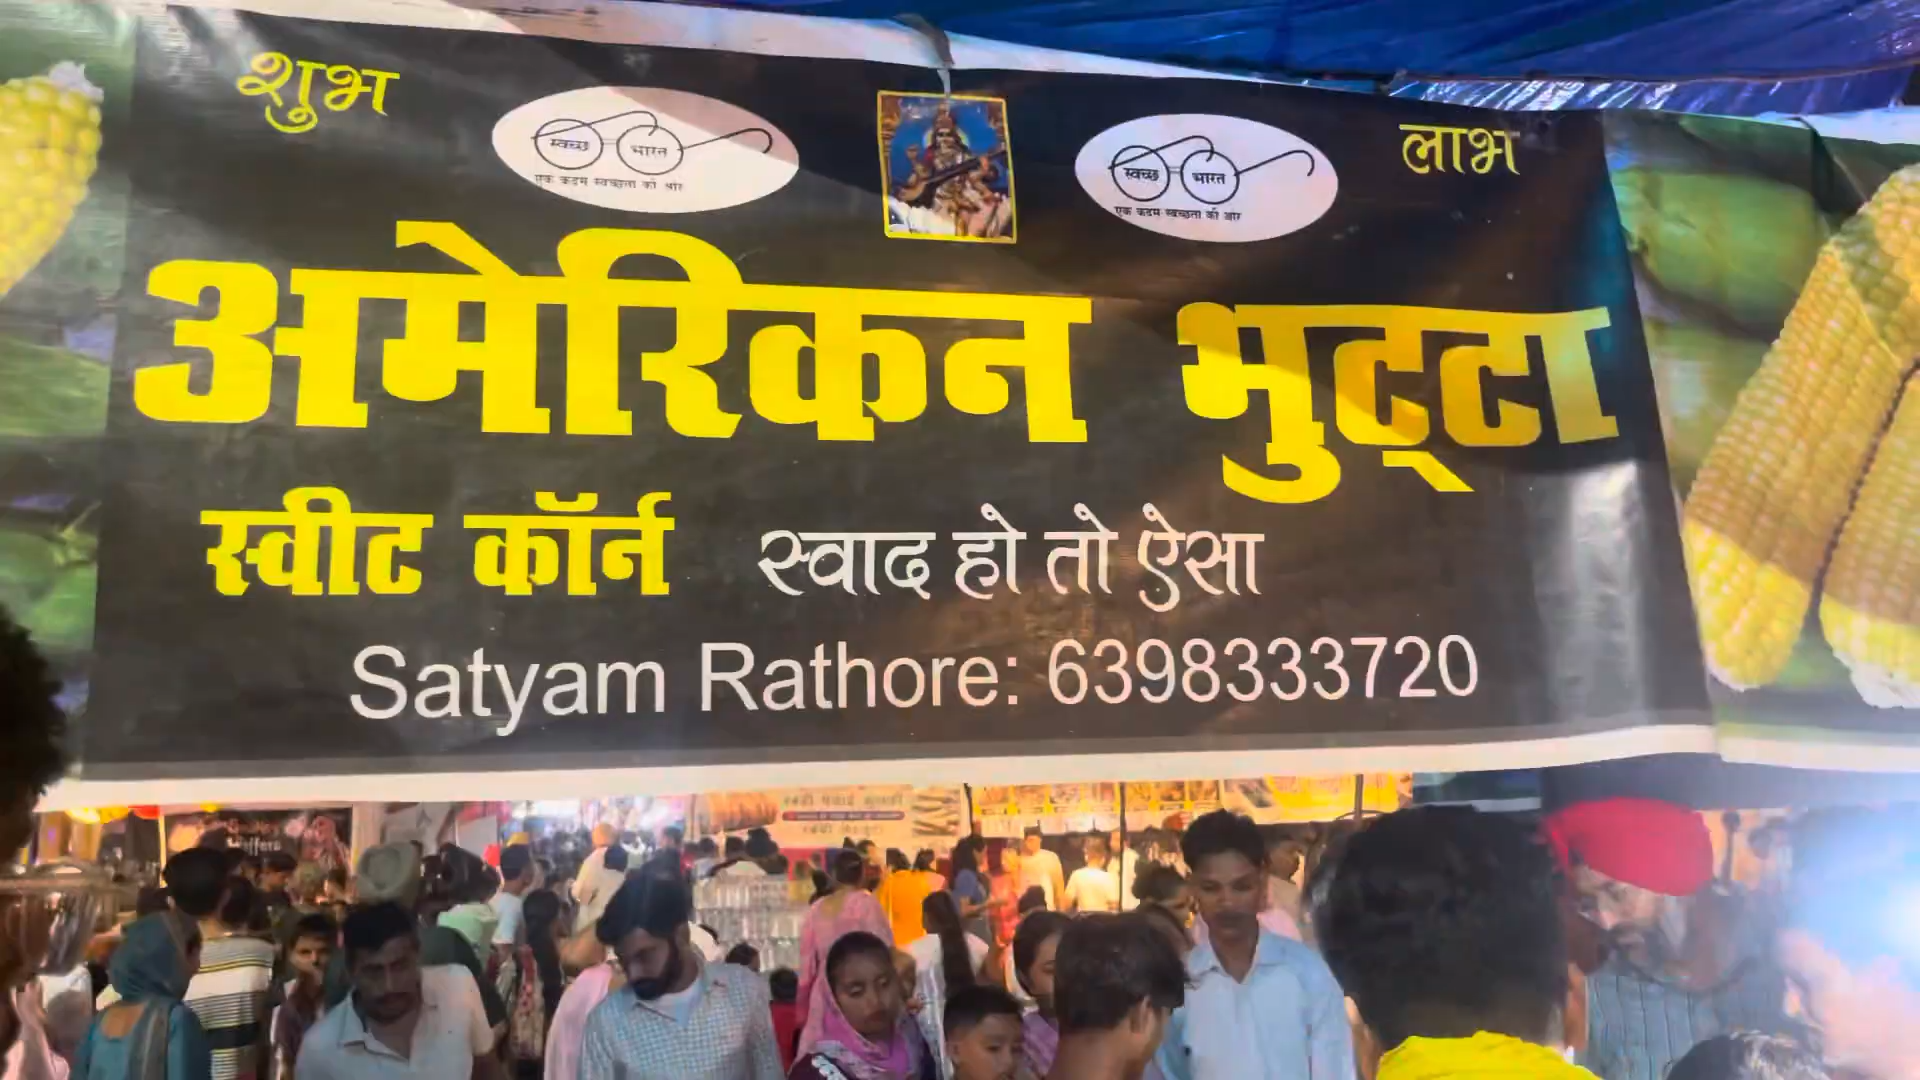 शुभ
लाभ
स्वच्छ भारत
एक कदम स्वच्छता की ओर
स्वच्छ भारत
एक कदम स्वच्छता की ओर
अमेरिकन भुट्टा
स्वीट कॉर्न स्वाद हो तो ऐसा
Satyam Rathore: 6398333720